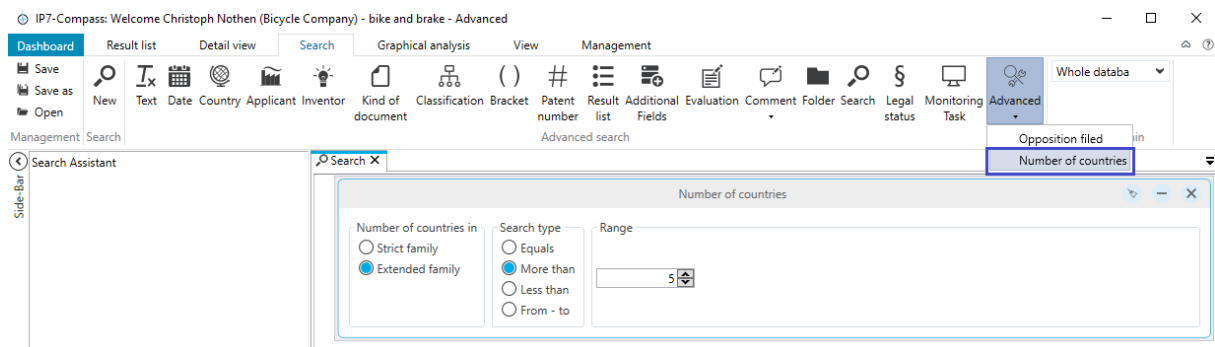 IP7-Compass: Welcome Christoph Nothen (Bicycle Company) - bike and brake - Advanced
Dashboard Result list Detail view Search Graphical analysis View Management
Save
Save as
Open
New Text Date Country Applicant Inventor Kind of document Classification Bracket Patent number Result list Additional Fields Evaluation Comment Folder Search Legal status Monitoring Task Advanced
Whole databa
Management Search Advanced search in
Opposition filed
Number of countries
Side-Bar
Search Assistant
Search X
Number of countries
Number of countries in
Strict family
Extended family
Search type
Equals
More than
Less than
From - to
Range
5